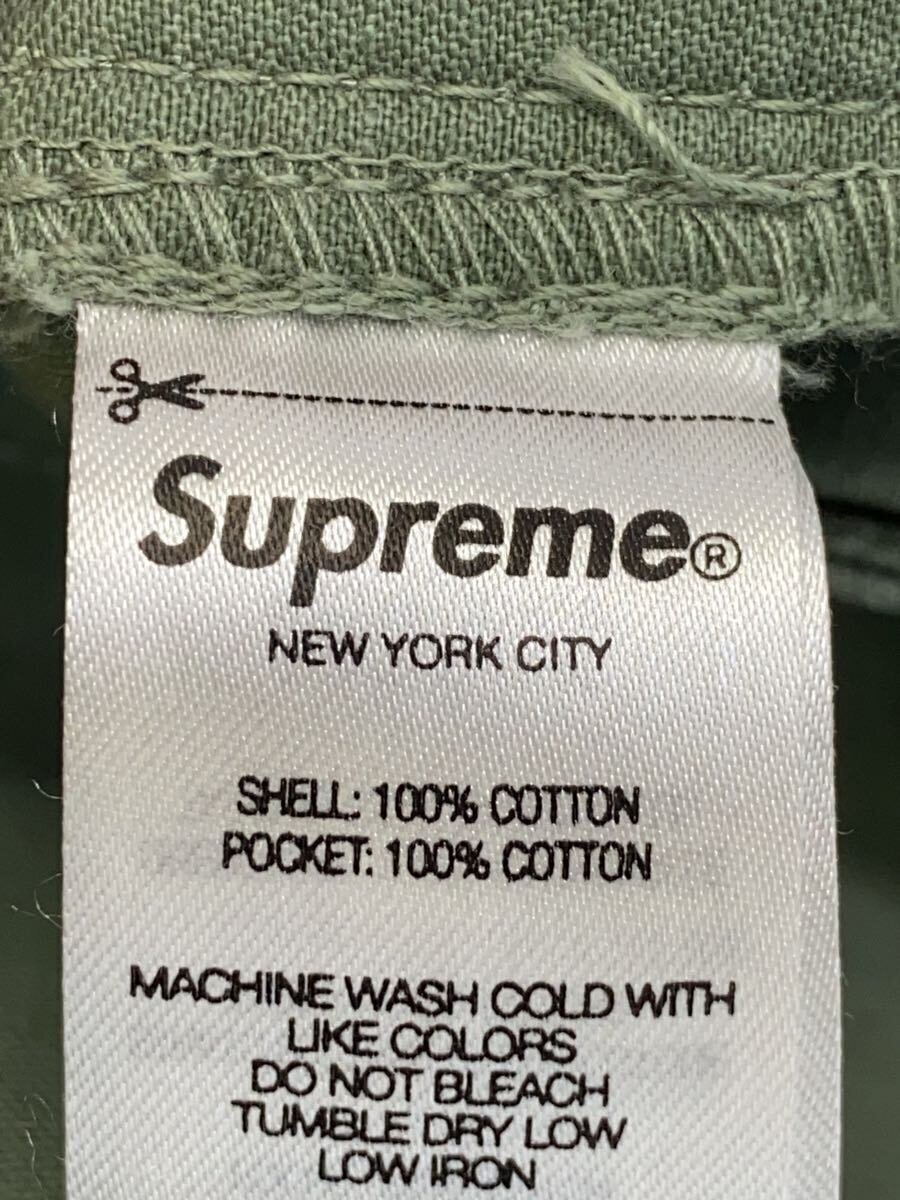 Supreme®
NEW YORK CITY
SHELL: 100% COTTON
POCKET: 100% COTTON
MACHINE WASH COLD WITH
LIKE COLORS
DO NOT BLEACH
TUMBLE DRY LOW
LOW IRON